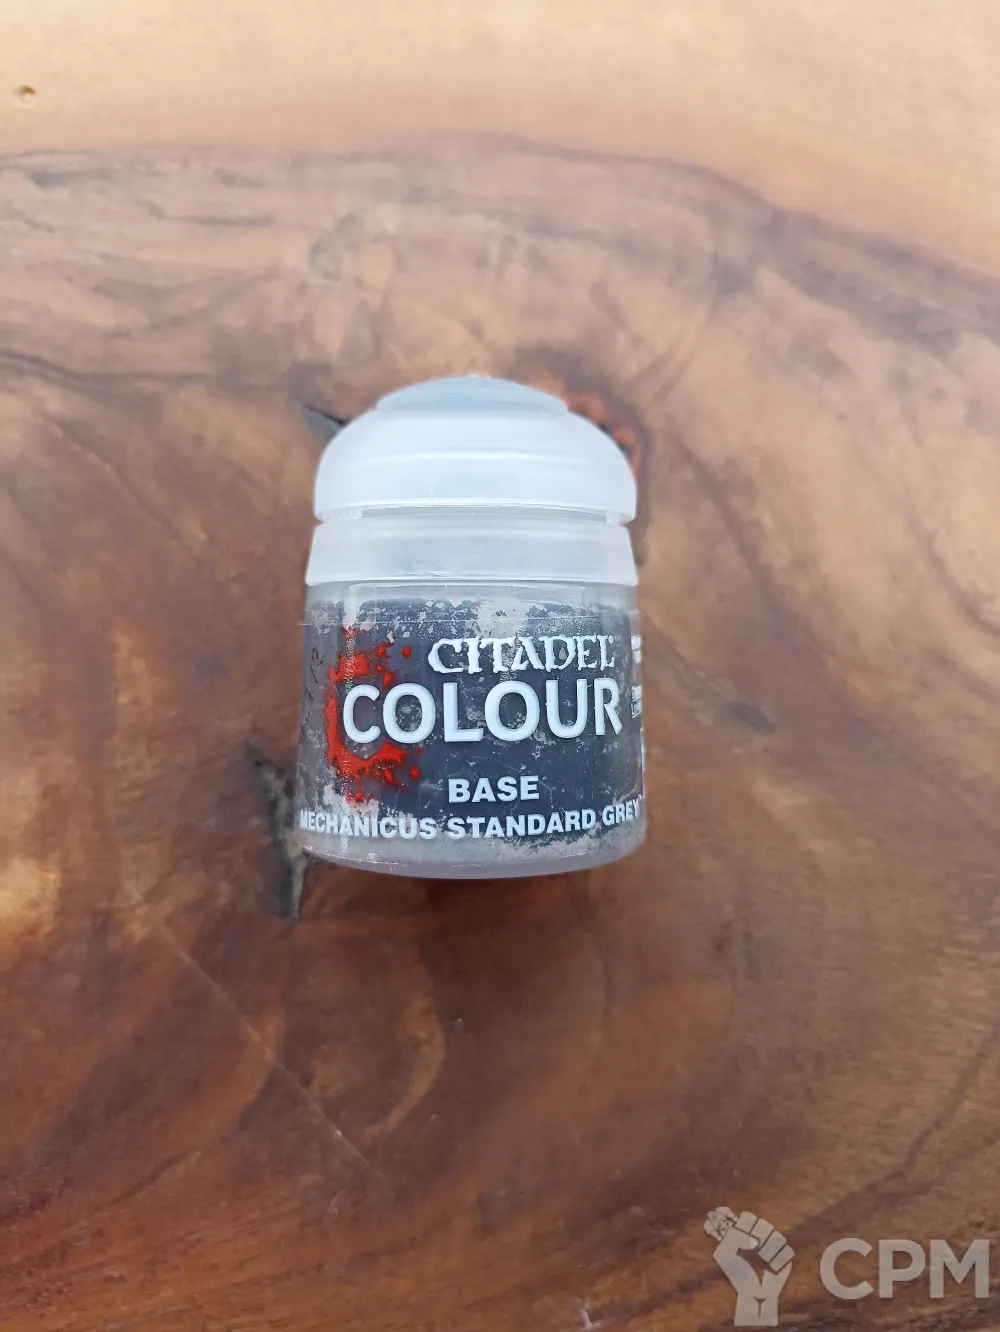 CITADEL
COLOUR
BASE
MECHANICUS STANDARD GREY
CPM